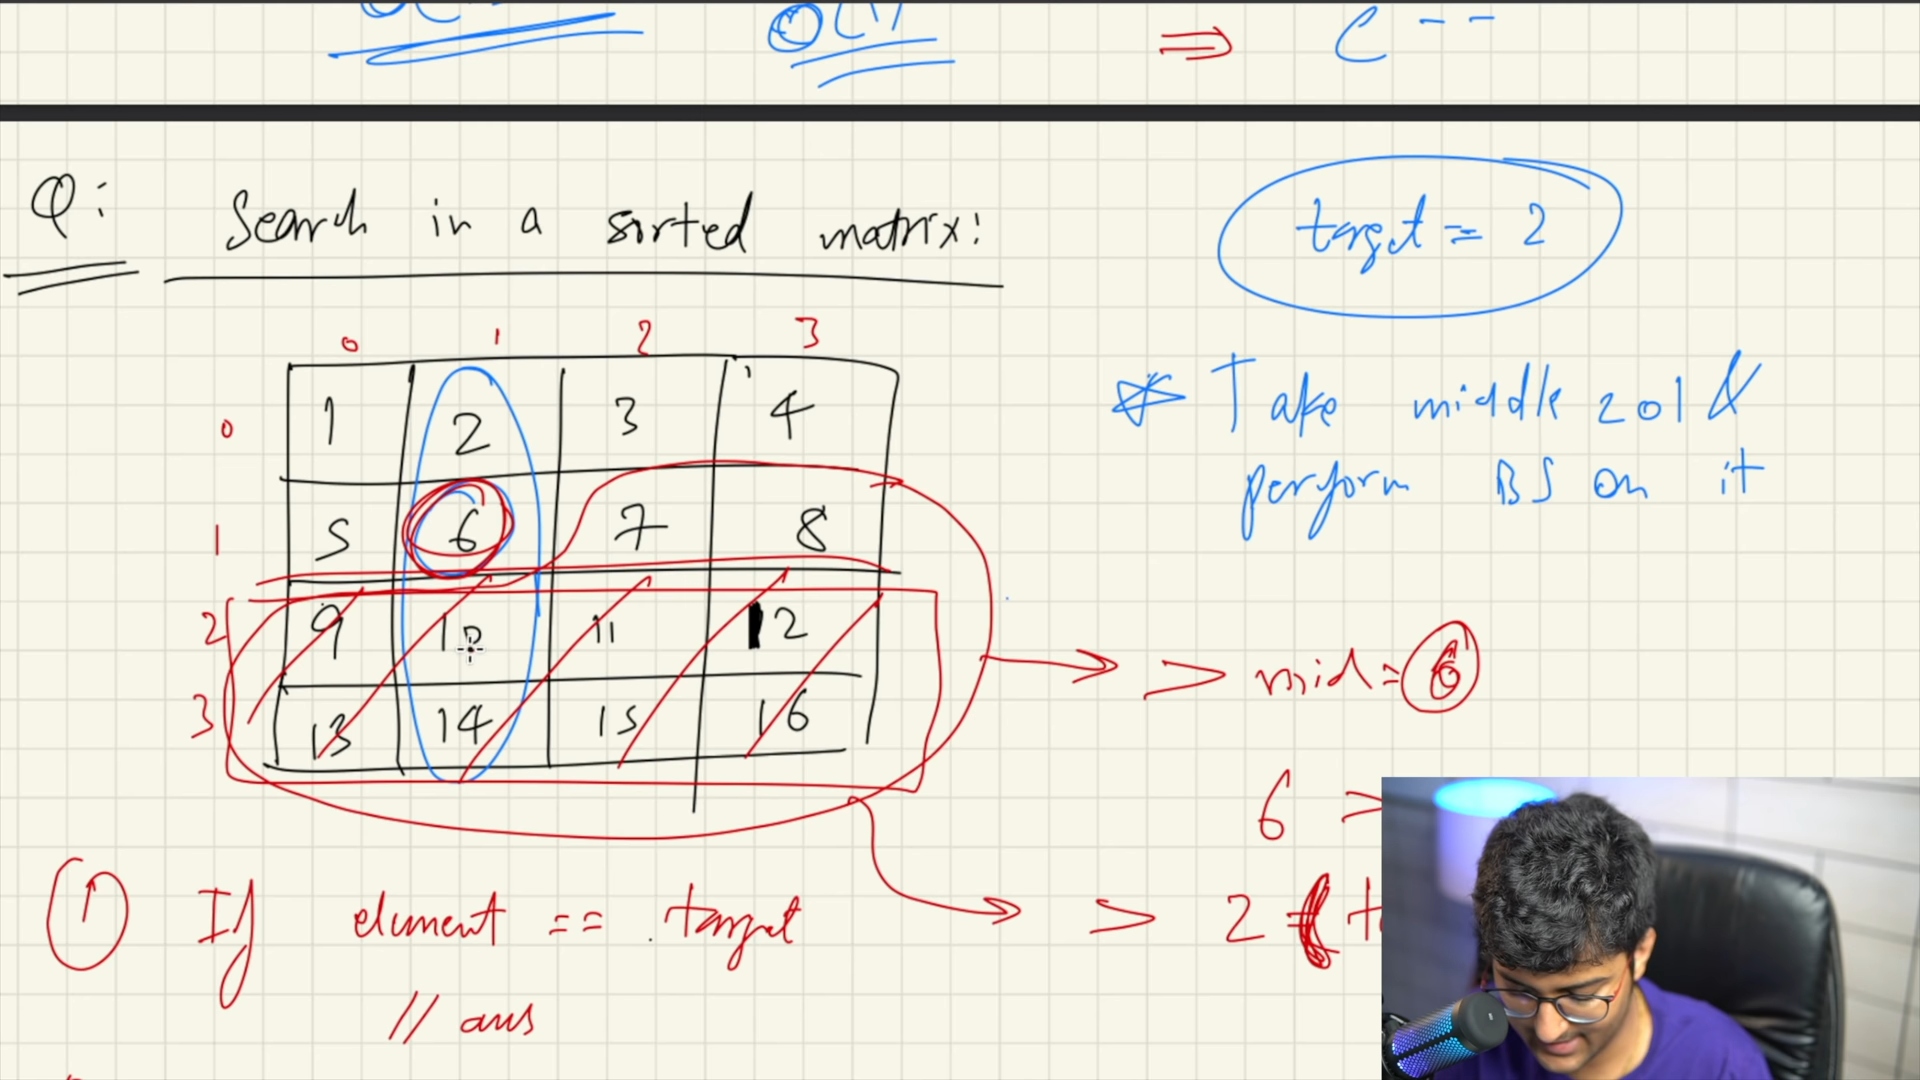 C - -
Q: Search in a sorted matrix:
target = 2
0 1 2 3
0 1 2 3 4
* Take middle col &
perform BS on it
1 5 6 7 8
2 9 10 11 12
> mid = 6
3 13 14 15 16
6 >
① If element == target
> 2
// ans